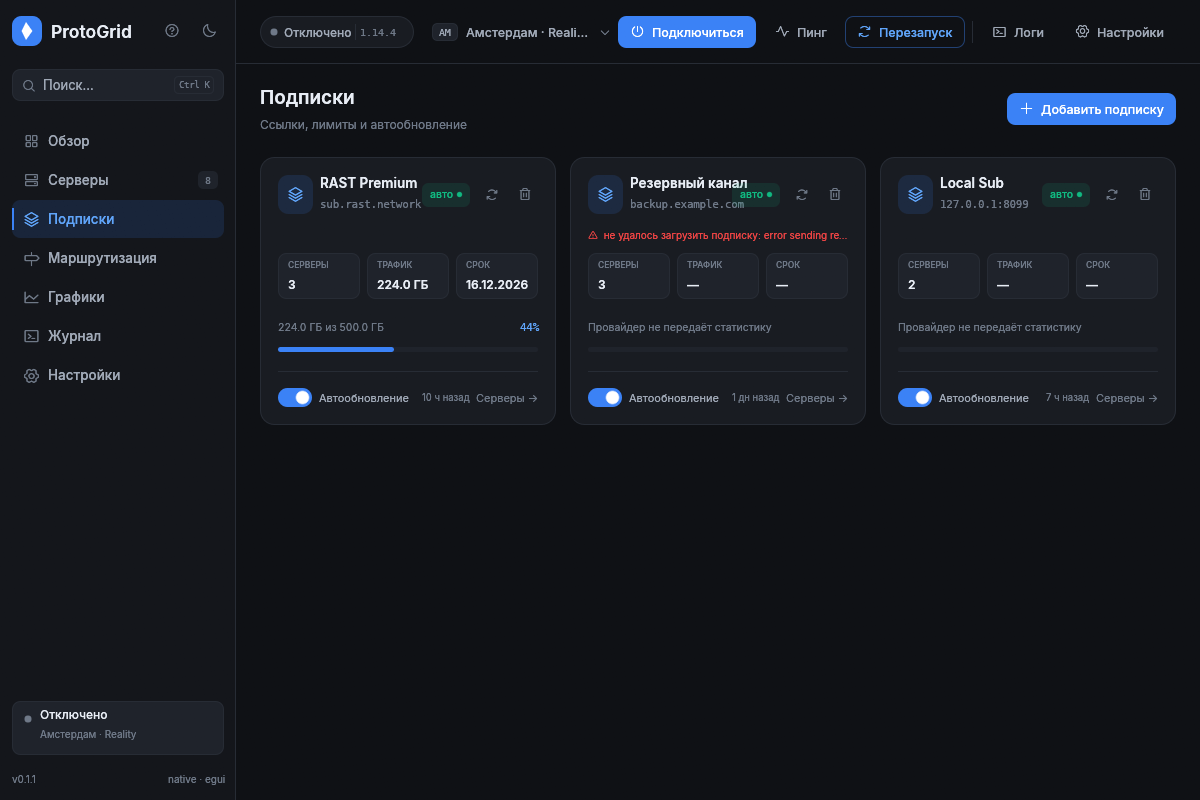 ProtoGrid
Поиск... Ctrl K
Обзор
Серверы 8
Подписки
Маршрутизация
Графики
Журнал
Настройки
Отключено
Амстердам · Reality
v0.1.1 native · egui
Отключено 1.14.4 AM Амстердам · Reali... Подключиться Пинг Перезапуск Логи Настройки
Подписки
Ссылки, лимиты и автообновление
Добавить подписку
RAST Premium
sub.rast.network
авто
СЕРВЕРЫ ТРАФИК СРОК
3 224.0 ГБ 16.12.2026
224.0 ГБ из 500.0 ГБ 44%
Автообновление 10 ч назад Серверы →
Резервный канал
backup.example.com
авто
не удалось загрузить подписку: error sending re...
СЕРВЕРЫ ТРАФИК СРОК
3 — —
Провайдер не передаёт статистику
Автообновление 1 дн назад Серверы →
Local Sub
127.0.0.1:8099
авто
СЕРВЕРЫ ТРАФИК СРОК
2 — —
Провайдер не передаёт статистику
Автообновление 7 ч назад Серверы →